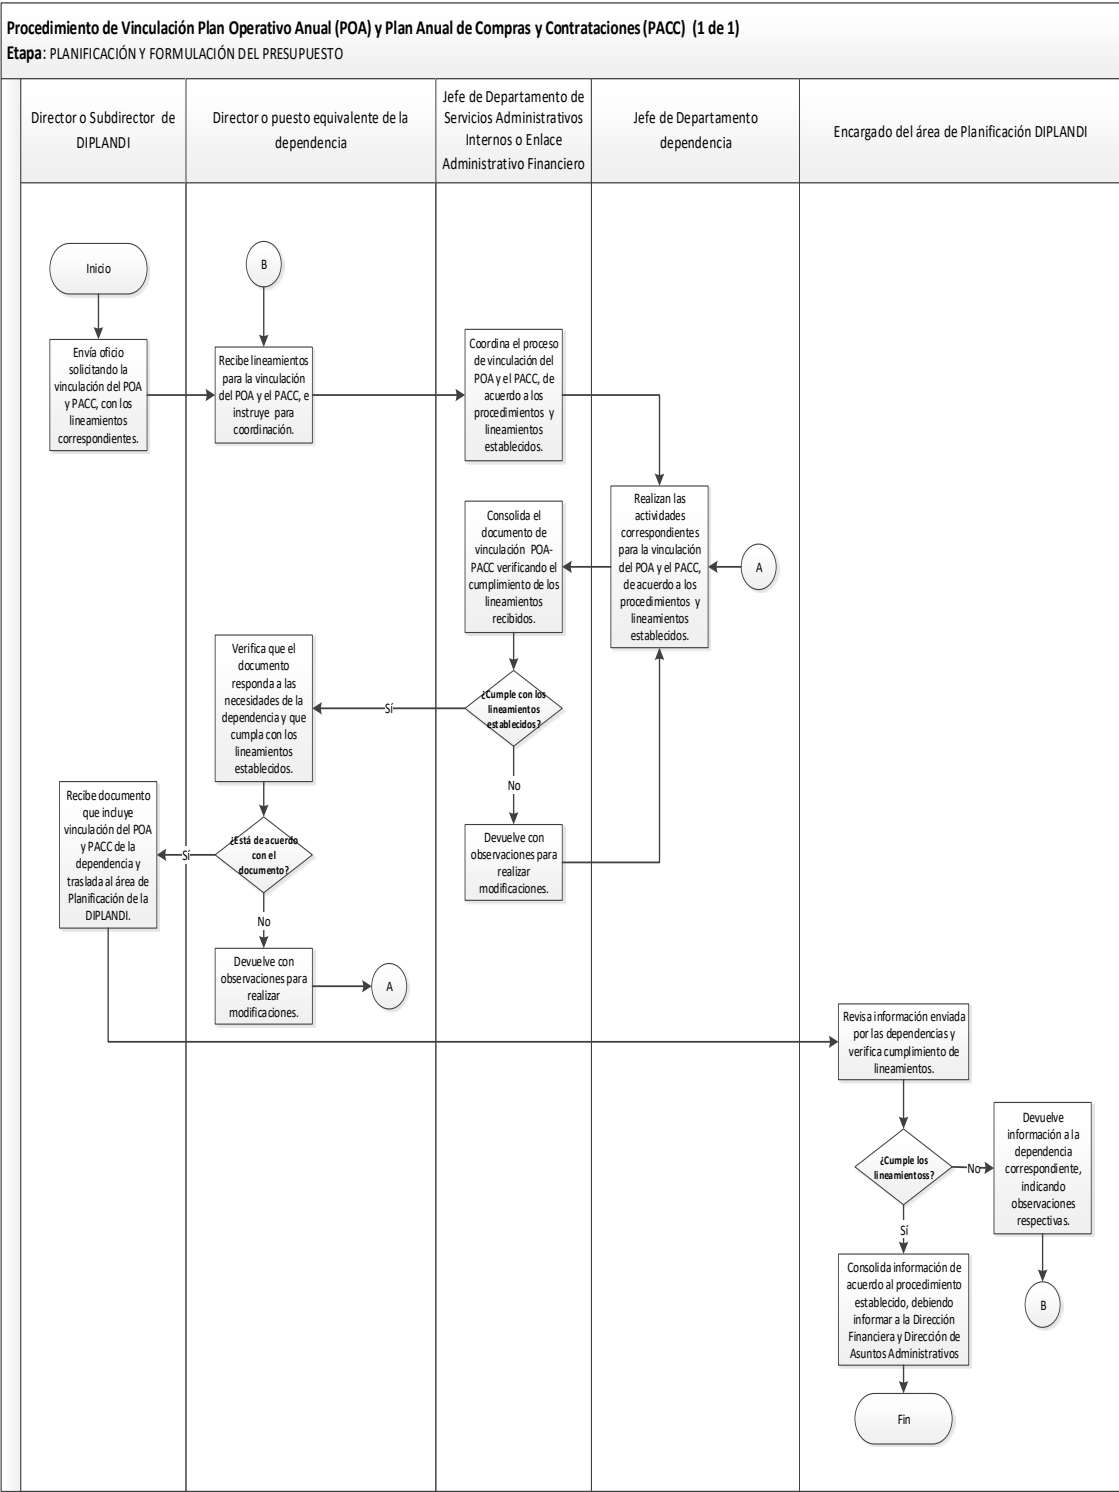 Procedimiento de Vinculación Plan Operativo Anual (POA) y Plan Anual de Compras y Contrataciones (PACC) (1 de 1)
Etapa: PLANIFICACIÓN Y FORMULACIÓN DEL PRESUPUESTO
Director o Subdirector de
DIPLANDI
Director o puesto equivalente de la
dependencia
Jefe de Departamento de
Servicios Administrativos
Internos o Enlace
Administrativo Financiero
Jefe de Departamento
dependencia
Encargado del área de Planificación DIPLANDI
Inicio
B
Envía oficio
solicitando la
vinculación del POA
y PACC, con los
lineamientos
correspondientes.
Recibe lineamientos
para la vinculación
del POA y el PACC, e
instruye para
coordinación.
Coordina el proceso
de vinculación del
POA y el PACC, de
acuerdo a los
procedimientos y
lineamientos
establecidos.
Realizan las
actividades
correspondientes
para la vinculación
del POA y el PACC,
de acuerdo a los
procedimientos y
lineamientos
establecidos.
A
Consolida el
documento de
vinculación POA-
PACC verificando el
cumplimiento de los
lineamientos
recibidos.
¿Cumple con los
lineamientos
establecidos?
Sí
No
Verifica que el
documento
responda a las
necesidades de la
dependencia y que
cumpla con los
lineamientos
establecidos.
Devuelve con
observaciones para
realizar
modificaciones.
¿Está de acuerdo
con el
documento?
Sí
No
Recibe documento
que incluye
vinculación del POA
y PACC de la
dependencia y
traslada al área de
Planificación de la
DIPLANDI.
Devuelve con
observaciones para
realizar
modificaciones.
A
Revisa información enviada
por las dependencias y
verifica cumplimiento de
lineamientos.
¿Cumple los
lineamientoss?
No
Sí
Devuelve
información a la
dependencia
correspondiente,
indicando
observaciones
respectivas.
B
Consolida información de
acuerdo al procedimiento
establecido, debiendo
informar a la Dirección
Financiera y Dirección de
Asuntos Administrativos
Fin